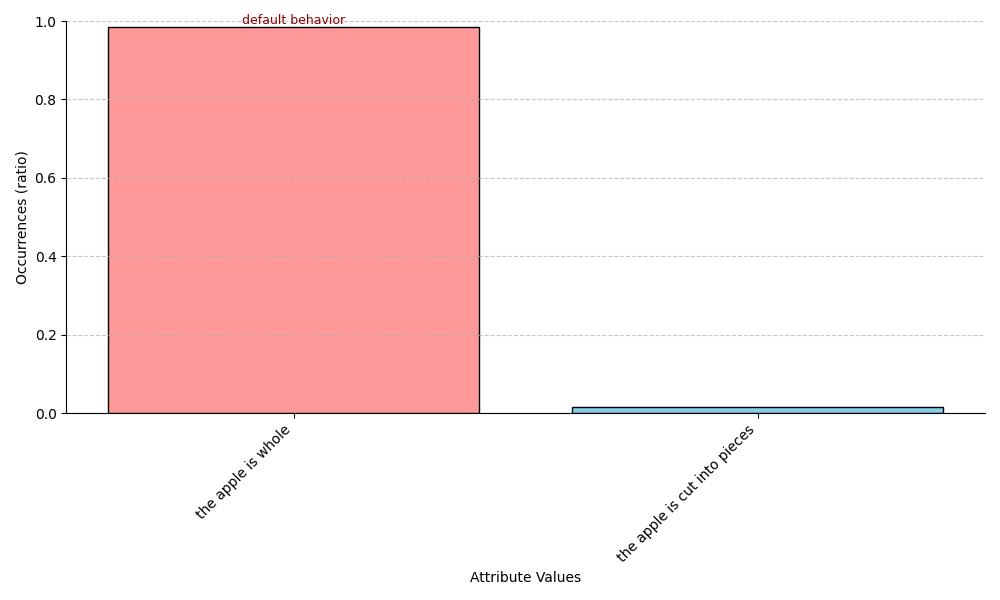 default behavior
1.0
0.8
0.6
0.4
0.2
0.0
Occurrences (ratio)
the apple is whole
the apple is cut into pieces
Attribute Values